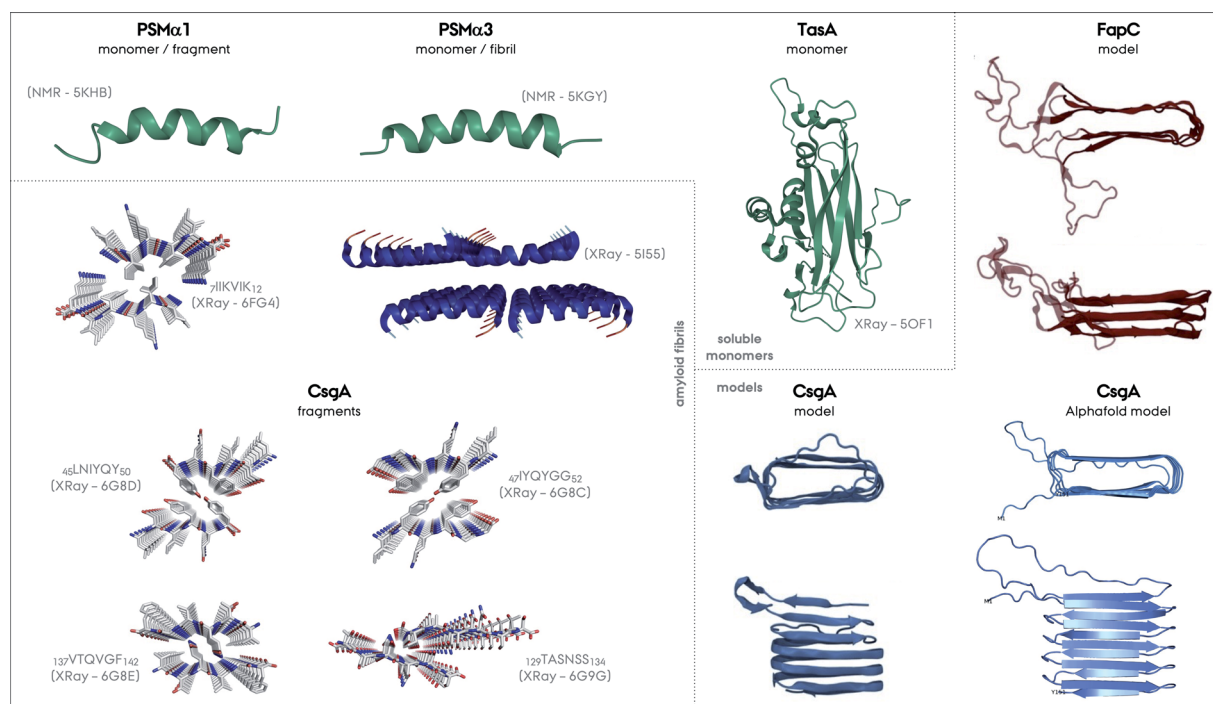 PSMα1
monomer / fragment
(NMR - 5KHB)
PSMα3
monomer / fibril
(NMR - 5KGY)
TasA
monomer
XRay – 5OF1
soluble
monomers
FapC
model
₇IIKVIK₁₂
(XRay - 6FG4)
(XRay - 5I55)
amyloid fibrils
CsgA
fragments
₄₅LNIYQY₅₀
(XRay – 6G8D)
₄₇IYQYGG₅₂
(XRay – 6G8C)
₁₃₇VTQVGF₁₄₂
(XRay – 6G8E)
₁₂₉TASNSS₁₃₄
(XRay – 6G9G)
models
CsgA
model
CsgA
Alphafold model
M1
M1
Y151